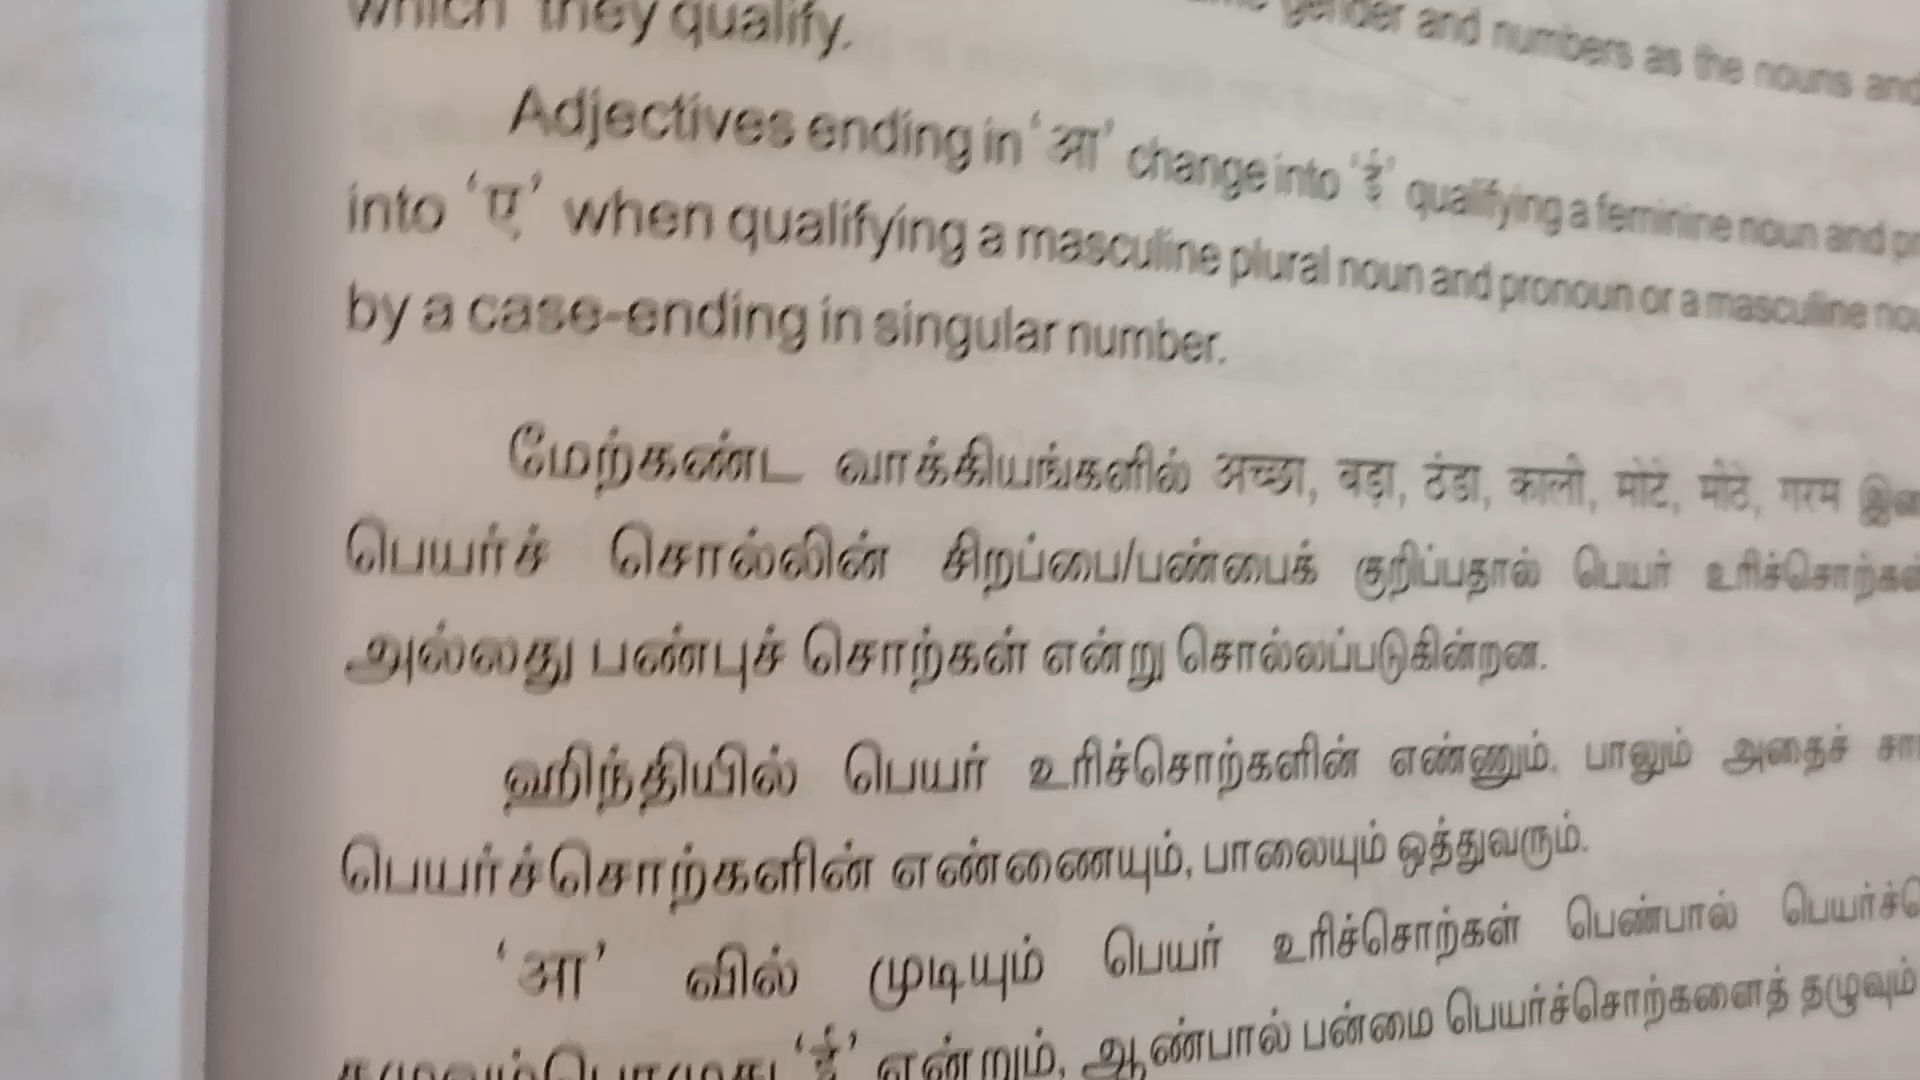 which they qualify. gender and numbers as the nouns and
Adjectives ending in 'आ' change into 'ई' qualifying a feminine noun and
into 'ए' when qualifying a masculine plural noun and pronoun or a masculine
by a case-ending in singular number.
மேற்கண்ட வாக்கியங்களில் अच्छा, बड़ा, ठंडा, काली, मोटे, मीठे, गरम
பெயர்ச் சொல்லின் சிறப்பை/பண்பைக் குறிப்பதால் பெயர் உரிச்சொற்கள்
அல்லது பண்புச் சொற்கள் என்று சொல்லப்படுகின்றன.
ஹிந்தியில் பெயர் உரிச்சொற்களின் எண்ணும், பாலும் அதைச்
பெயர்ச்சொற்களின் எண்ணையும், பாலையும் ஒத்துவரும்.
'आ' வில் முடியும் பெயர் உரிச்சொற்கள் பெண்பால்
தழுவும்பொழுது 'ई' என்றும், ஆண்பால் பன்மை பெயர்ச்சொற்களைத் தழுவும்